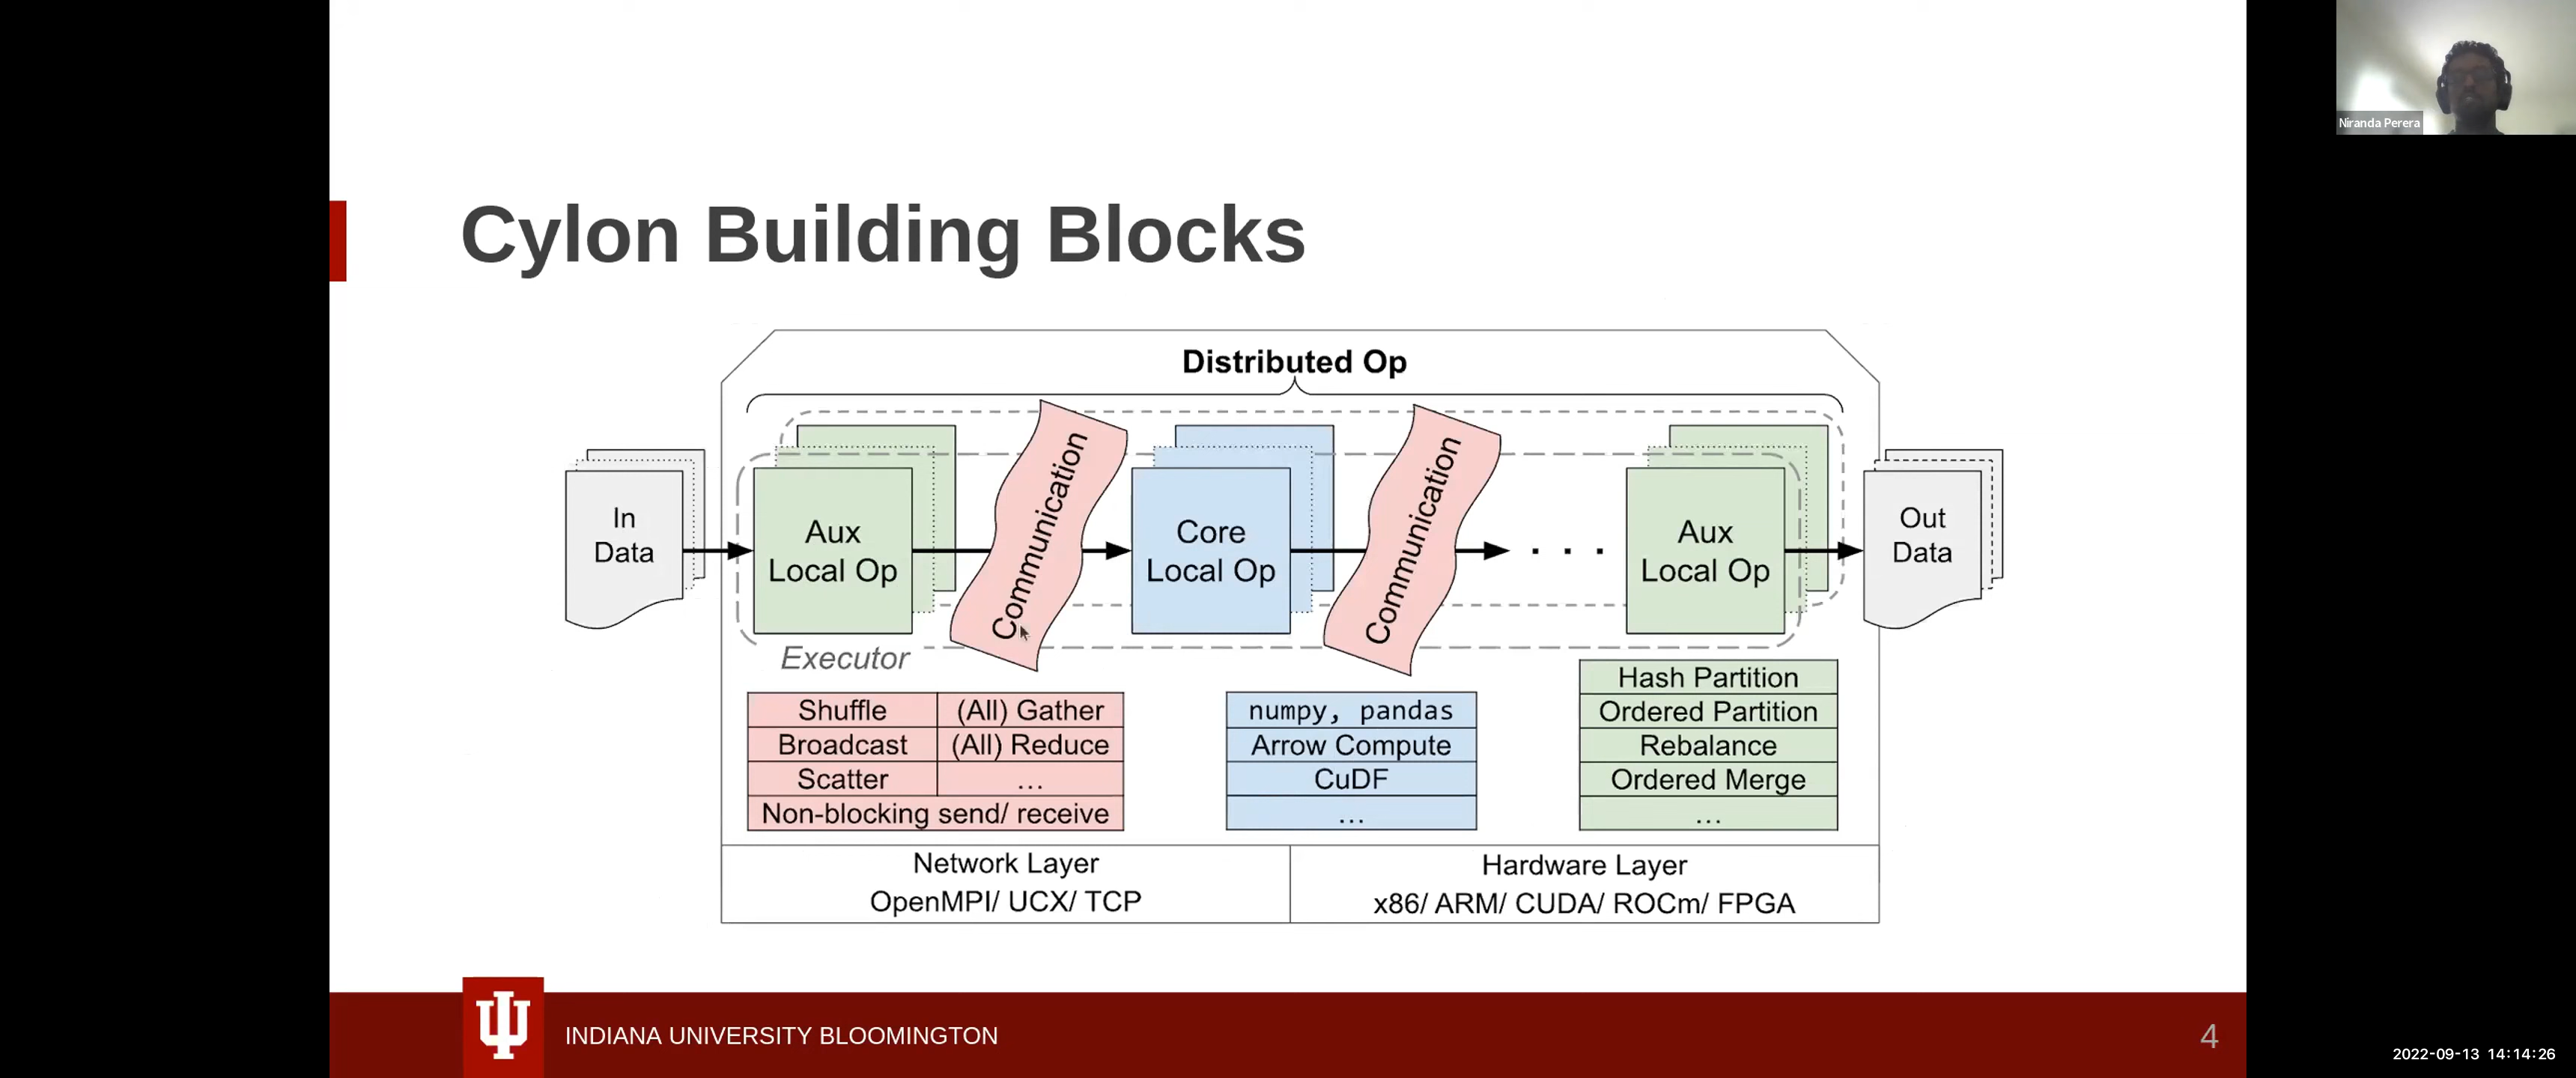 Niranda Perera
Cylon Building Blocks
Distributed Op
In
Data
Aux
Local Op
Communication
Core
Local Op
Communication
. . .
Aux
Local Op
Out
Data
Executor
Shuffle (All) Gather
Broadcast (All) Reduce
Scatter ...
Non-blocking send/ receive
numpy, pandas
Arrow Compute
CuDF
...
Hash Partition
Ordered Partition
Rebalance
Ordered Merge
...
Network Layer
OpenMPI/ UCX/ TCP
Hardware Layer
x86/ ARM/ CUDA/ ROCm/ FPGA
INDIANA UNIVERSITY BLOOMINGTON
4
2022-09-13 14:14:26